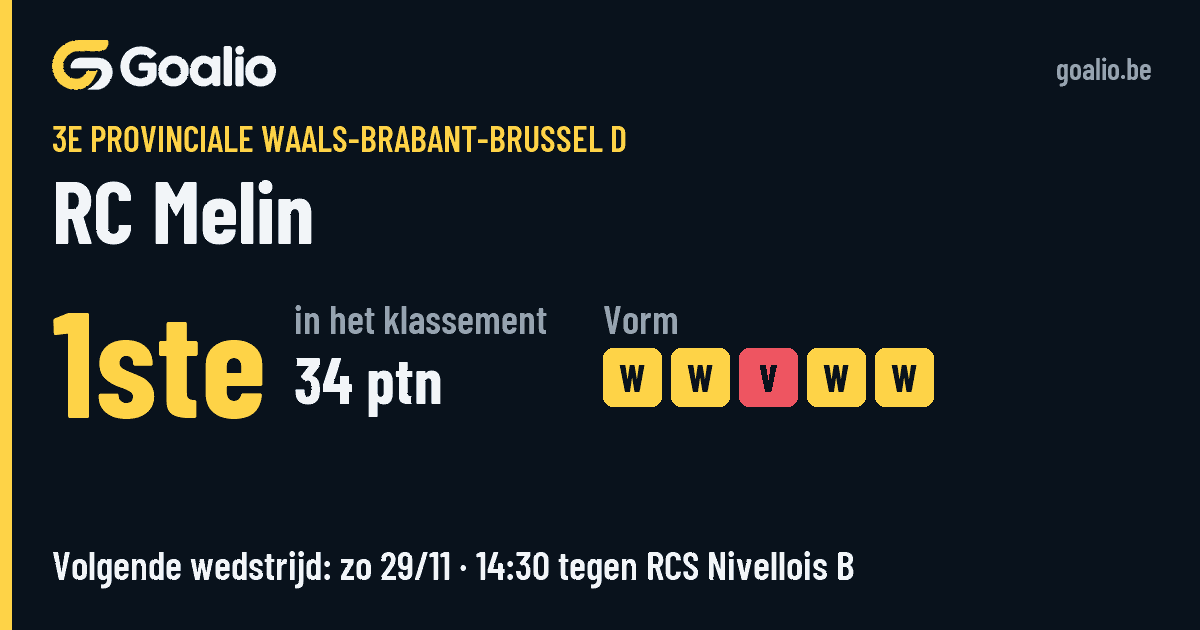 Goalio
goalio.be
3E PROVINCIALE WAALS-BRABANT-BRUSSEL D
RC Melin
1ste
in het klassement
34 ptn
Vorm
W W V W W
Volgende wedstrijd: zo 29/11 · 14:30 tegen RCS Nivellois B